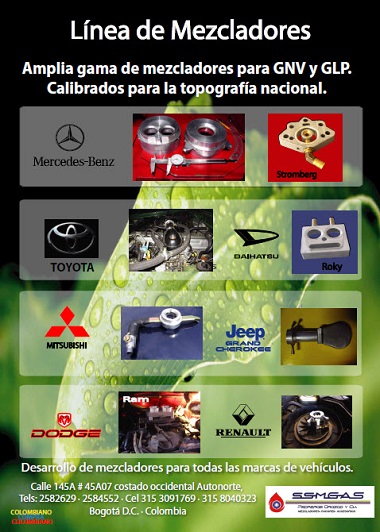 Línea de Mezcladores
Amplia gama de mezcladores para GNV y GLP.
Calibrados para la topografía nacional.
Mercedes-Benz
Stromberg
TOYOTA
DAIHATSU
Roky
MITSUBISHI
Jeep
GRAND
CHEROKEE
Ram
DODGE
RENAULT
Desarrollo de mezcladores para todas las marcas de vehículos.
Calle 145A # 45A07 costado occidental Autonorte,
Tels: 2582629 - 2584552 - Cel 315 3091769 - 315 8040323
Bogotá D.C. - Colombia
COLOMBIANO
COLOMBIANO
SSMGAS